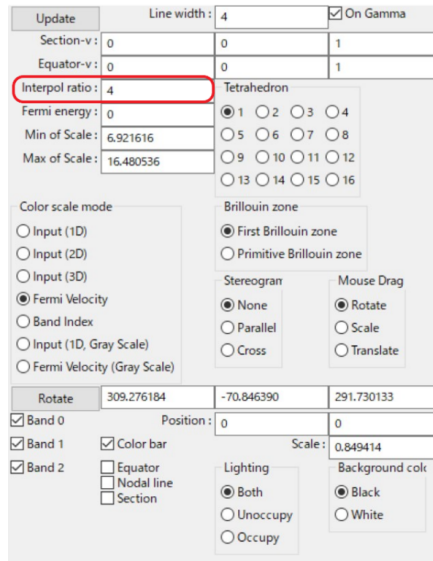 Update Line width : 4 On Gamma
Section-v : 0 0 1
Equator-v : 0 0 1
Interpol ratio : 4 Tetrahedron
Fermi energy : 0 1 2 3 4
Min of Scale : 6.921616 5 6 7 8
Max of Scale : 16.480536 9 10 11 12
13 14 15 16
Color scale mode Brillouin zone
Input (1D) First Brillouin zone
Input (2D) Primitive Brillouin zone
Input (3D) Stereogran Mouse Drag
Fermi Velocity None Rotate
Band Index Parallel Scale
Input (1D, Gray Scale) Cross Translate
Fermi Velocity (Gray Scale)
Rotate 309.276184 -70.846390 291.730133
Band 0 Position : 0 0
Band 1 Color bar Scale : 0.849414
Band 2 Equator Lighting Background colo
Nodal line Both Black
Section Unoccupy White
Occupy